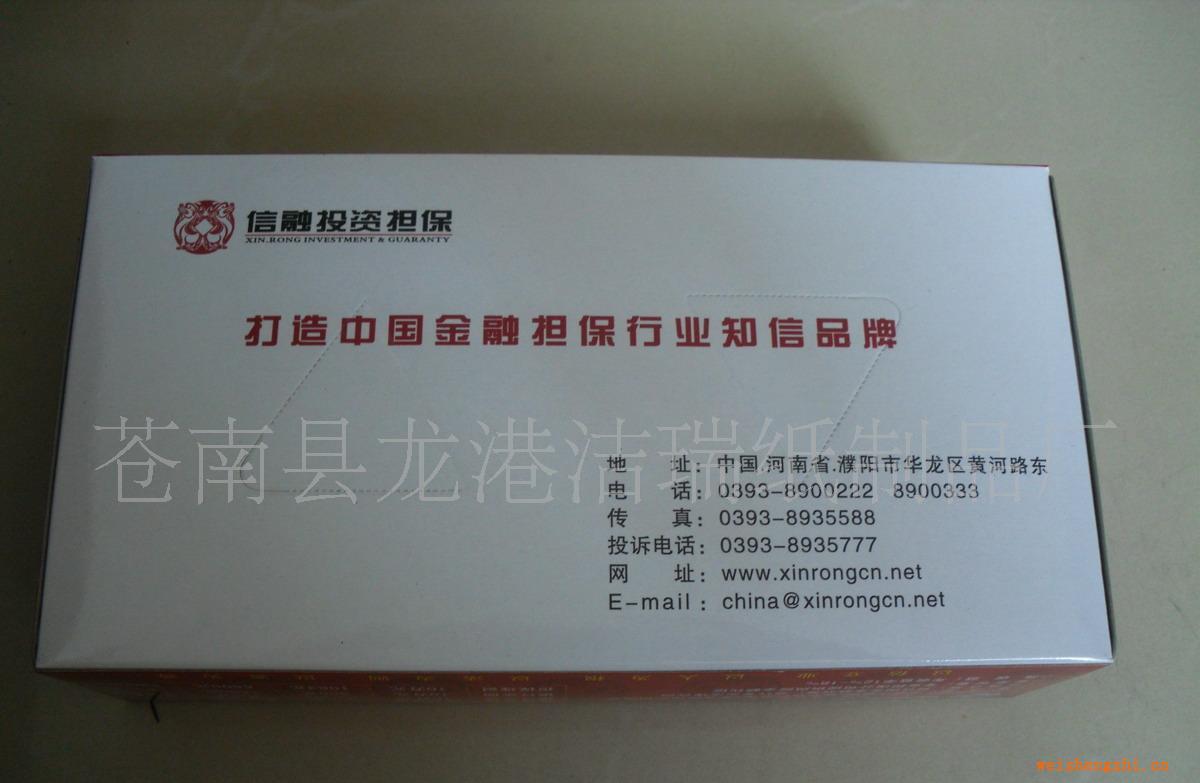 信融投资担保
XIN.RONG INVESTMENT & GUARANTY
打造中国金融担保行业知信品牌
苍南县龙港洁瑞纸制品厂
地 址：中国.河南省.濮阳市华龙区黄河路东
电 话：0393-8900222 8900333
传 真：0393-8935588
投诉电话：0393-8935777
网 址：www.xinrongcn.net
E-mail：china@xinrongcn.net
weishengzhi.cn